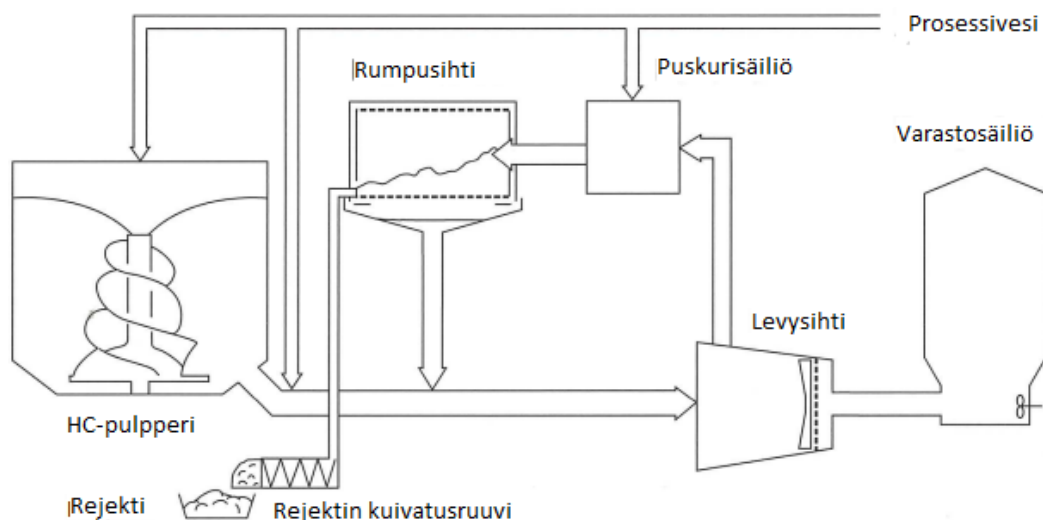 Prosessivesi
Rumpusihti
Puskurisäiliö
Varastosäiliö
Levysihti
HC-pulpperi
Rejekti
Rejektin kuivatusruuvi